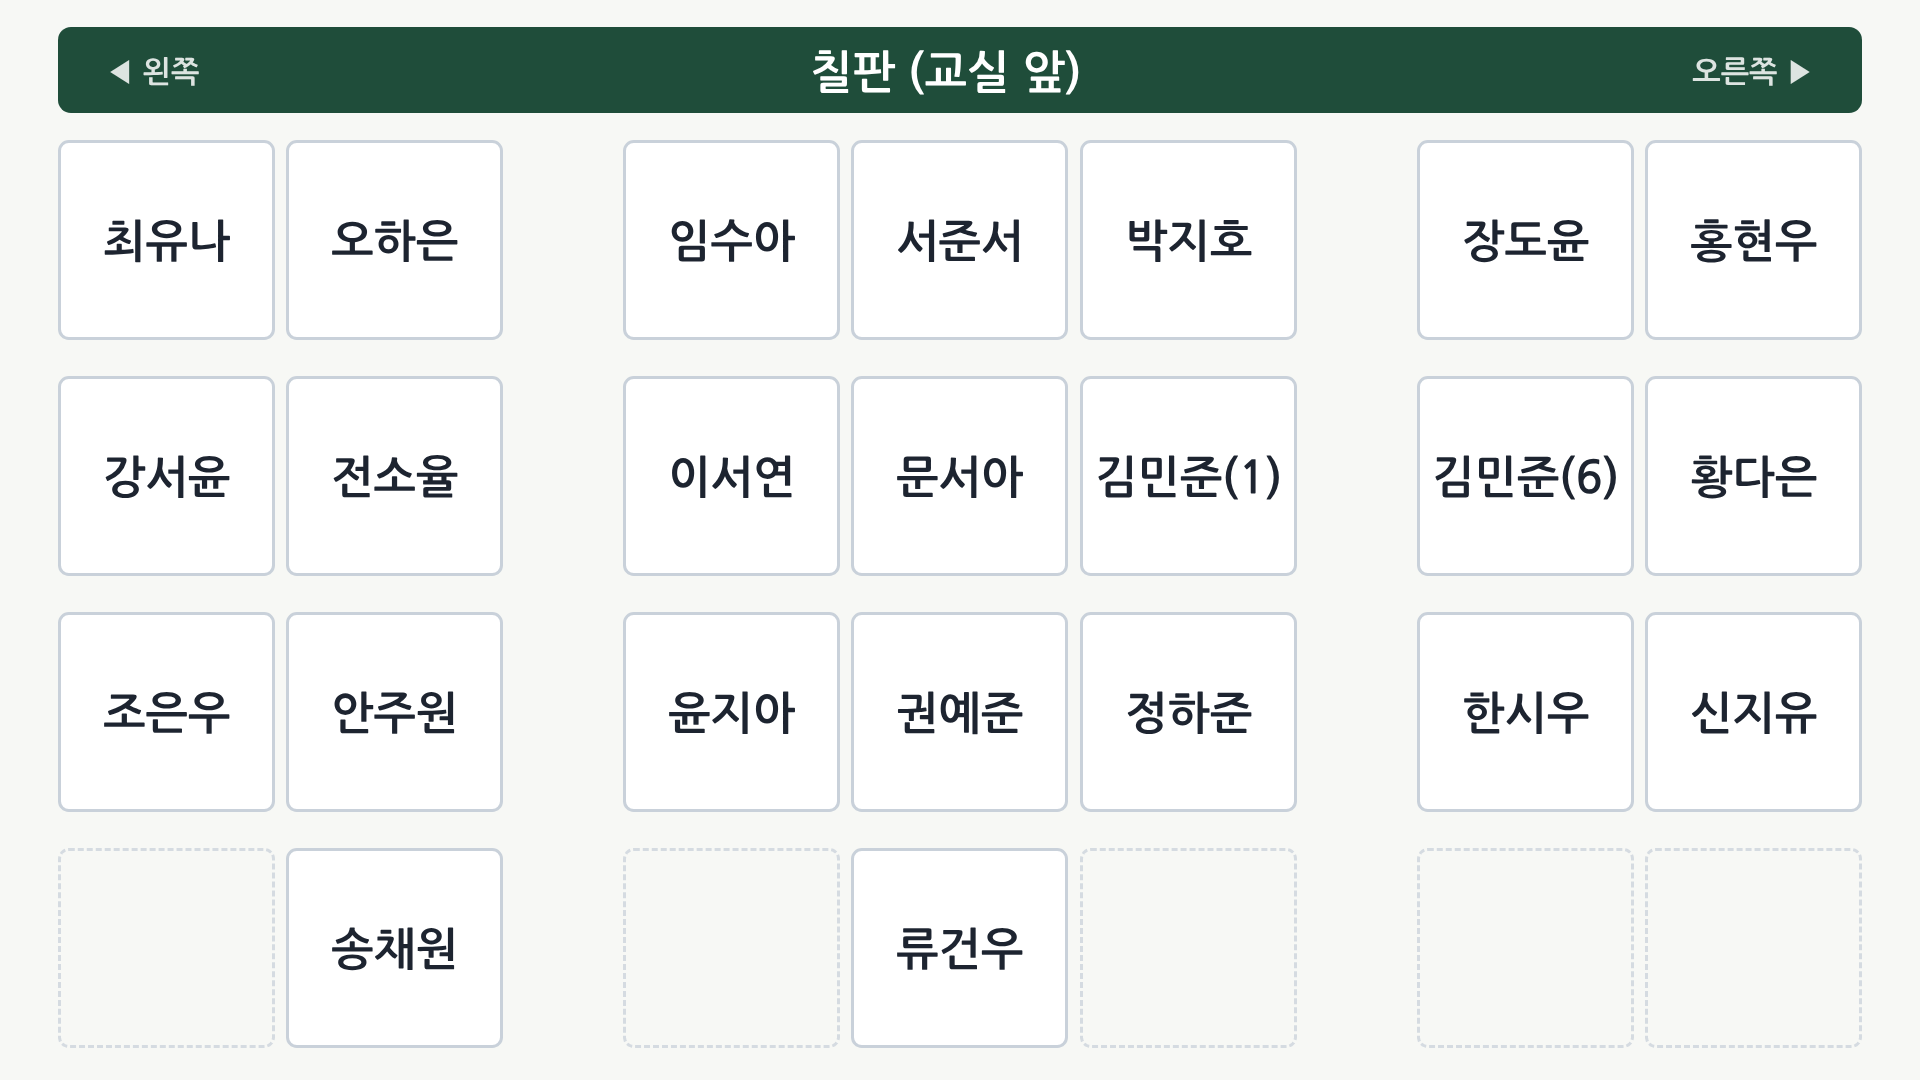 ◀ 왼쪽 칠판 (교실 앞) 오른쪽 ▶
최유나 오하은 임수아 서준서 박지호 장도윤 홍현우
강서윤 전소율 이서연 문서아 김민준(1) 김민준(6) 황다은
조은우 안주원 윤지아 권예준 정하준 한시우 신지유
송채원 류건우